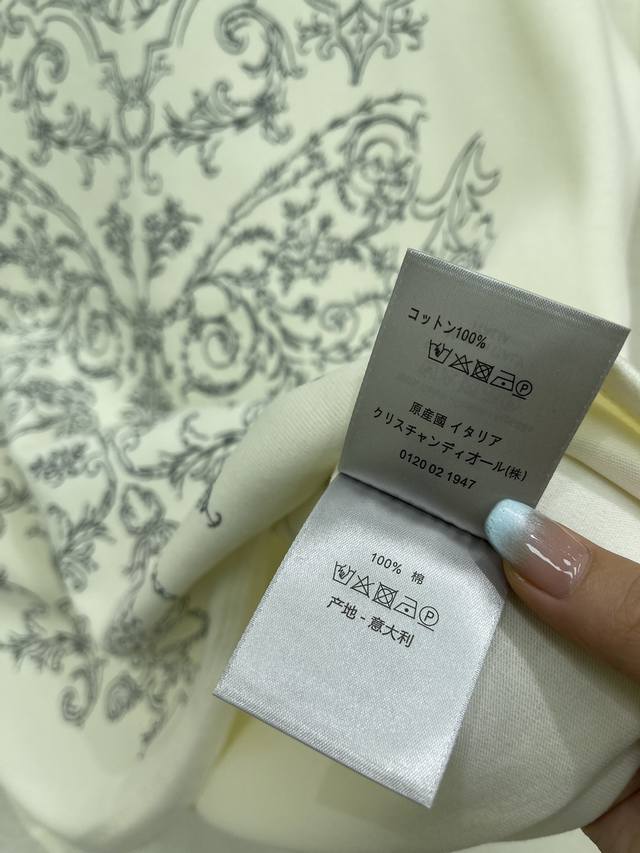 コットン100%
原産國 イタリア
クリスチャンディオール(株)
0120 02 1947
100% 棉
产地-意大利